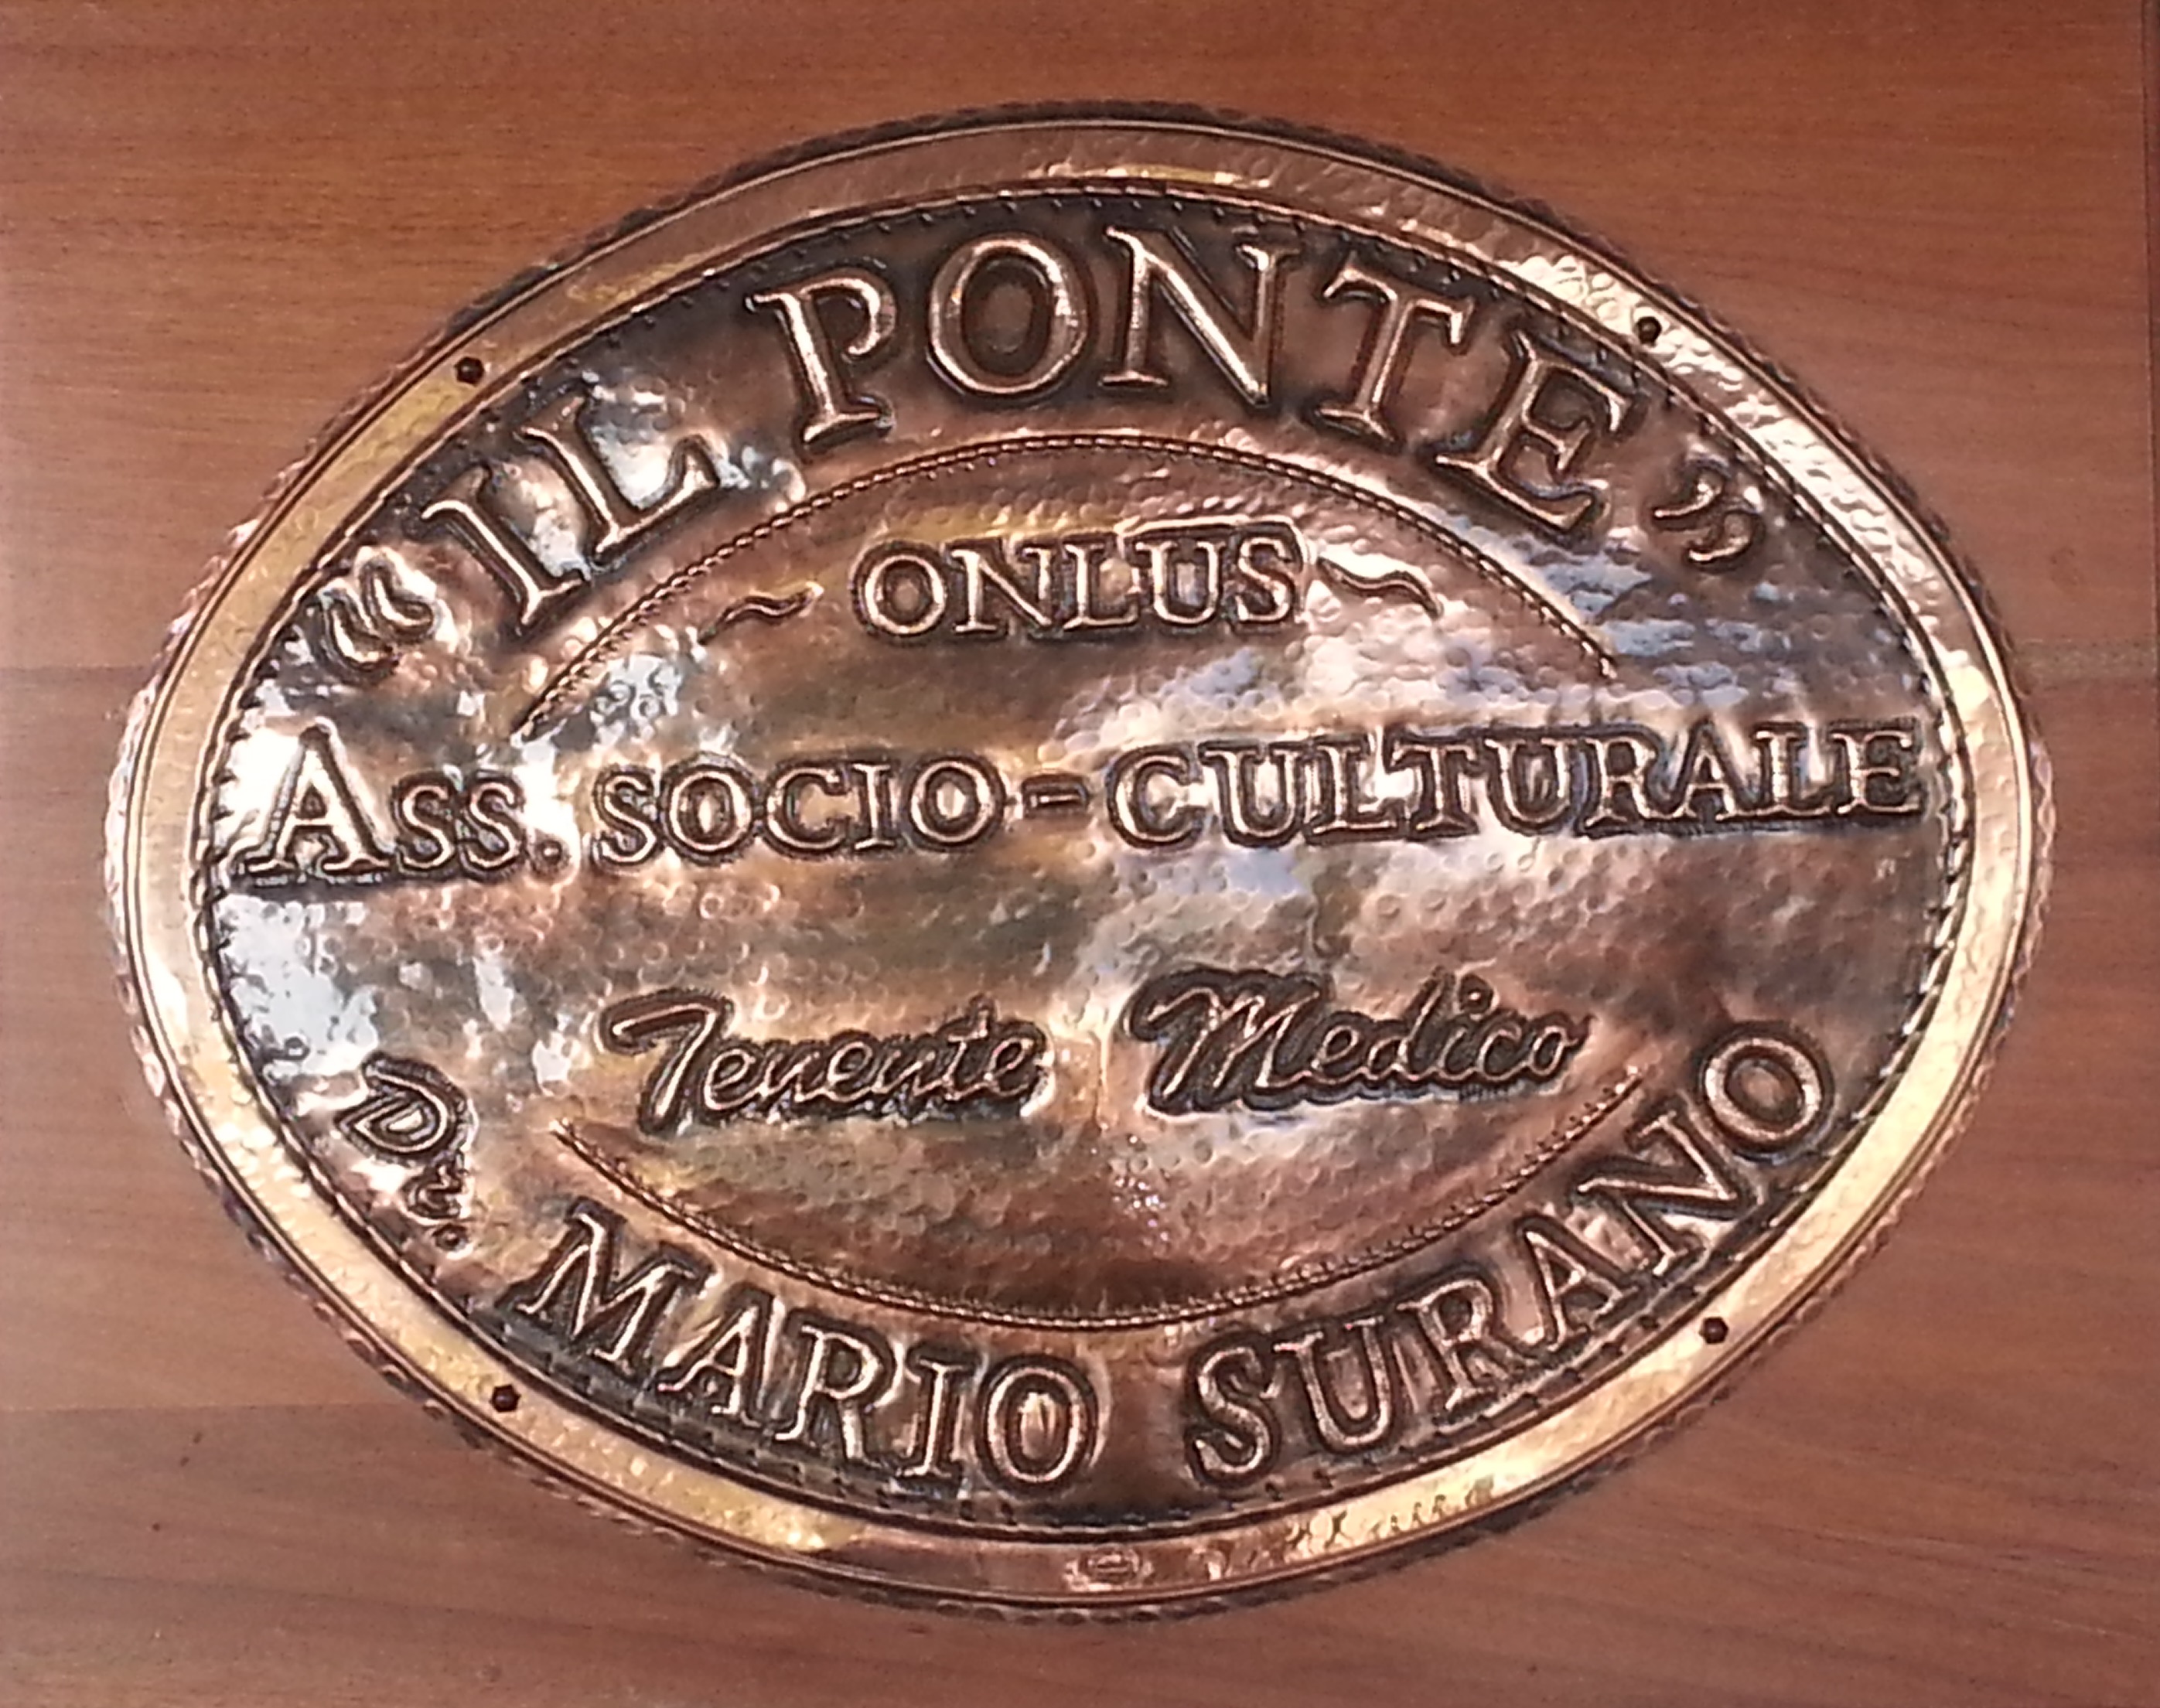 “IL PONTE”
~ ONLUS ~
ASS. SOCIO-CULTURALE
Tenente Medico
Dr. MARIO SURANO